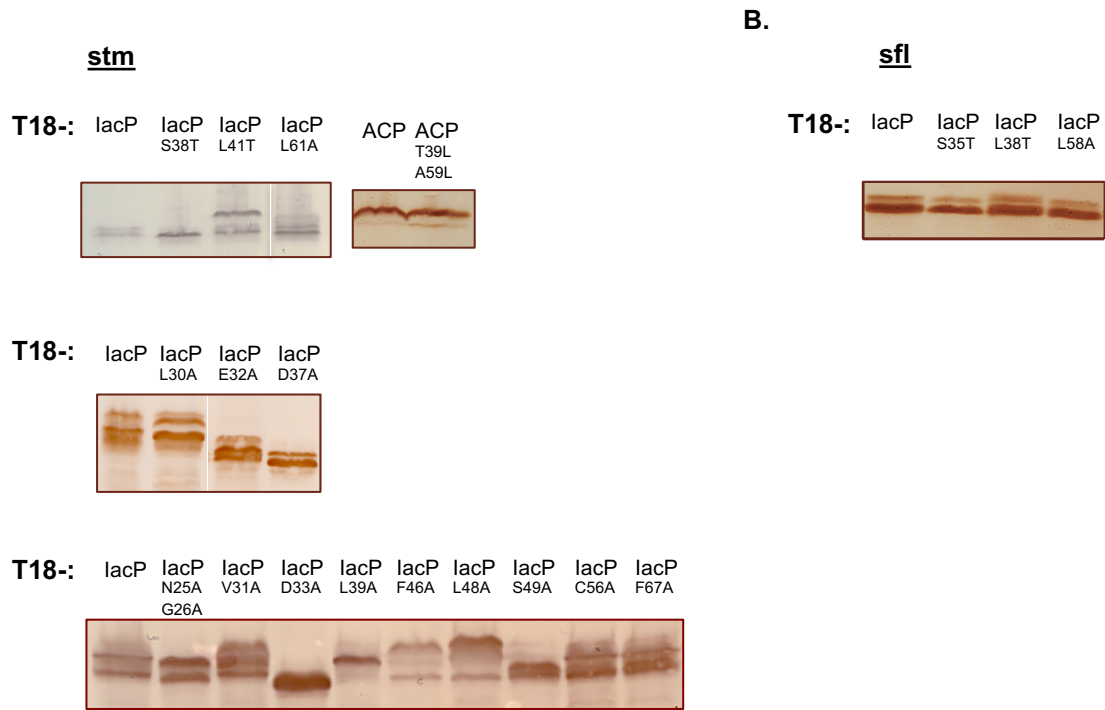 B.
stm
sfl
T18-: IacP IacP IacP IacP ACP ACP
S38T L41T L61A T39L
A59L
T18-: IacP IacP IacP IacP
S35T L38T L58A
T18-: IacP IacP IacP IacP
L30A E32A D37A
T18-: IacP IacP IacP IacP IacP IacP IacP IacP IacP IacP
N25A V31A D33A L39A F46A L48A S49A C56A F67A
G26A